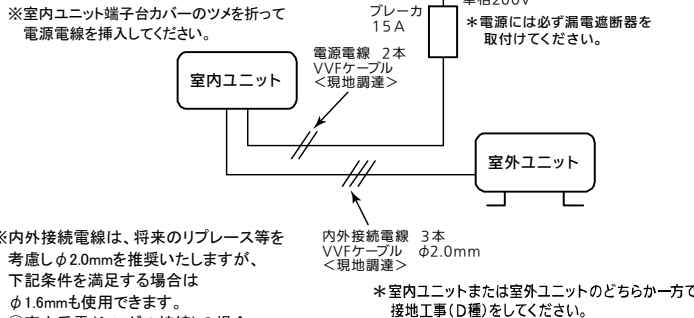 ※室内ユニット端子台カバーのツメを折って
電源電線を挿入してください。
ブレーカ
15A
単相200V
＊電源には必ず漏電遮断器を
取付けてください。
電源電線 2本
VVFケーブル
＜現地調達＞
室内ユニット
室外ユニット
内外接続電線 3本
VVFケーブル φ2.0mm
＜現地調達＞
※内外接続電線は、将来のリプレース等を
考慮しφ2.0mmを推奨いたしますが、
下記条件を満足する場合は
φ1.6mmも使用できます。
＊室内ユニットまたは室外ユニットのどちらか一方で
接地工事(D種)をしてください。